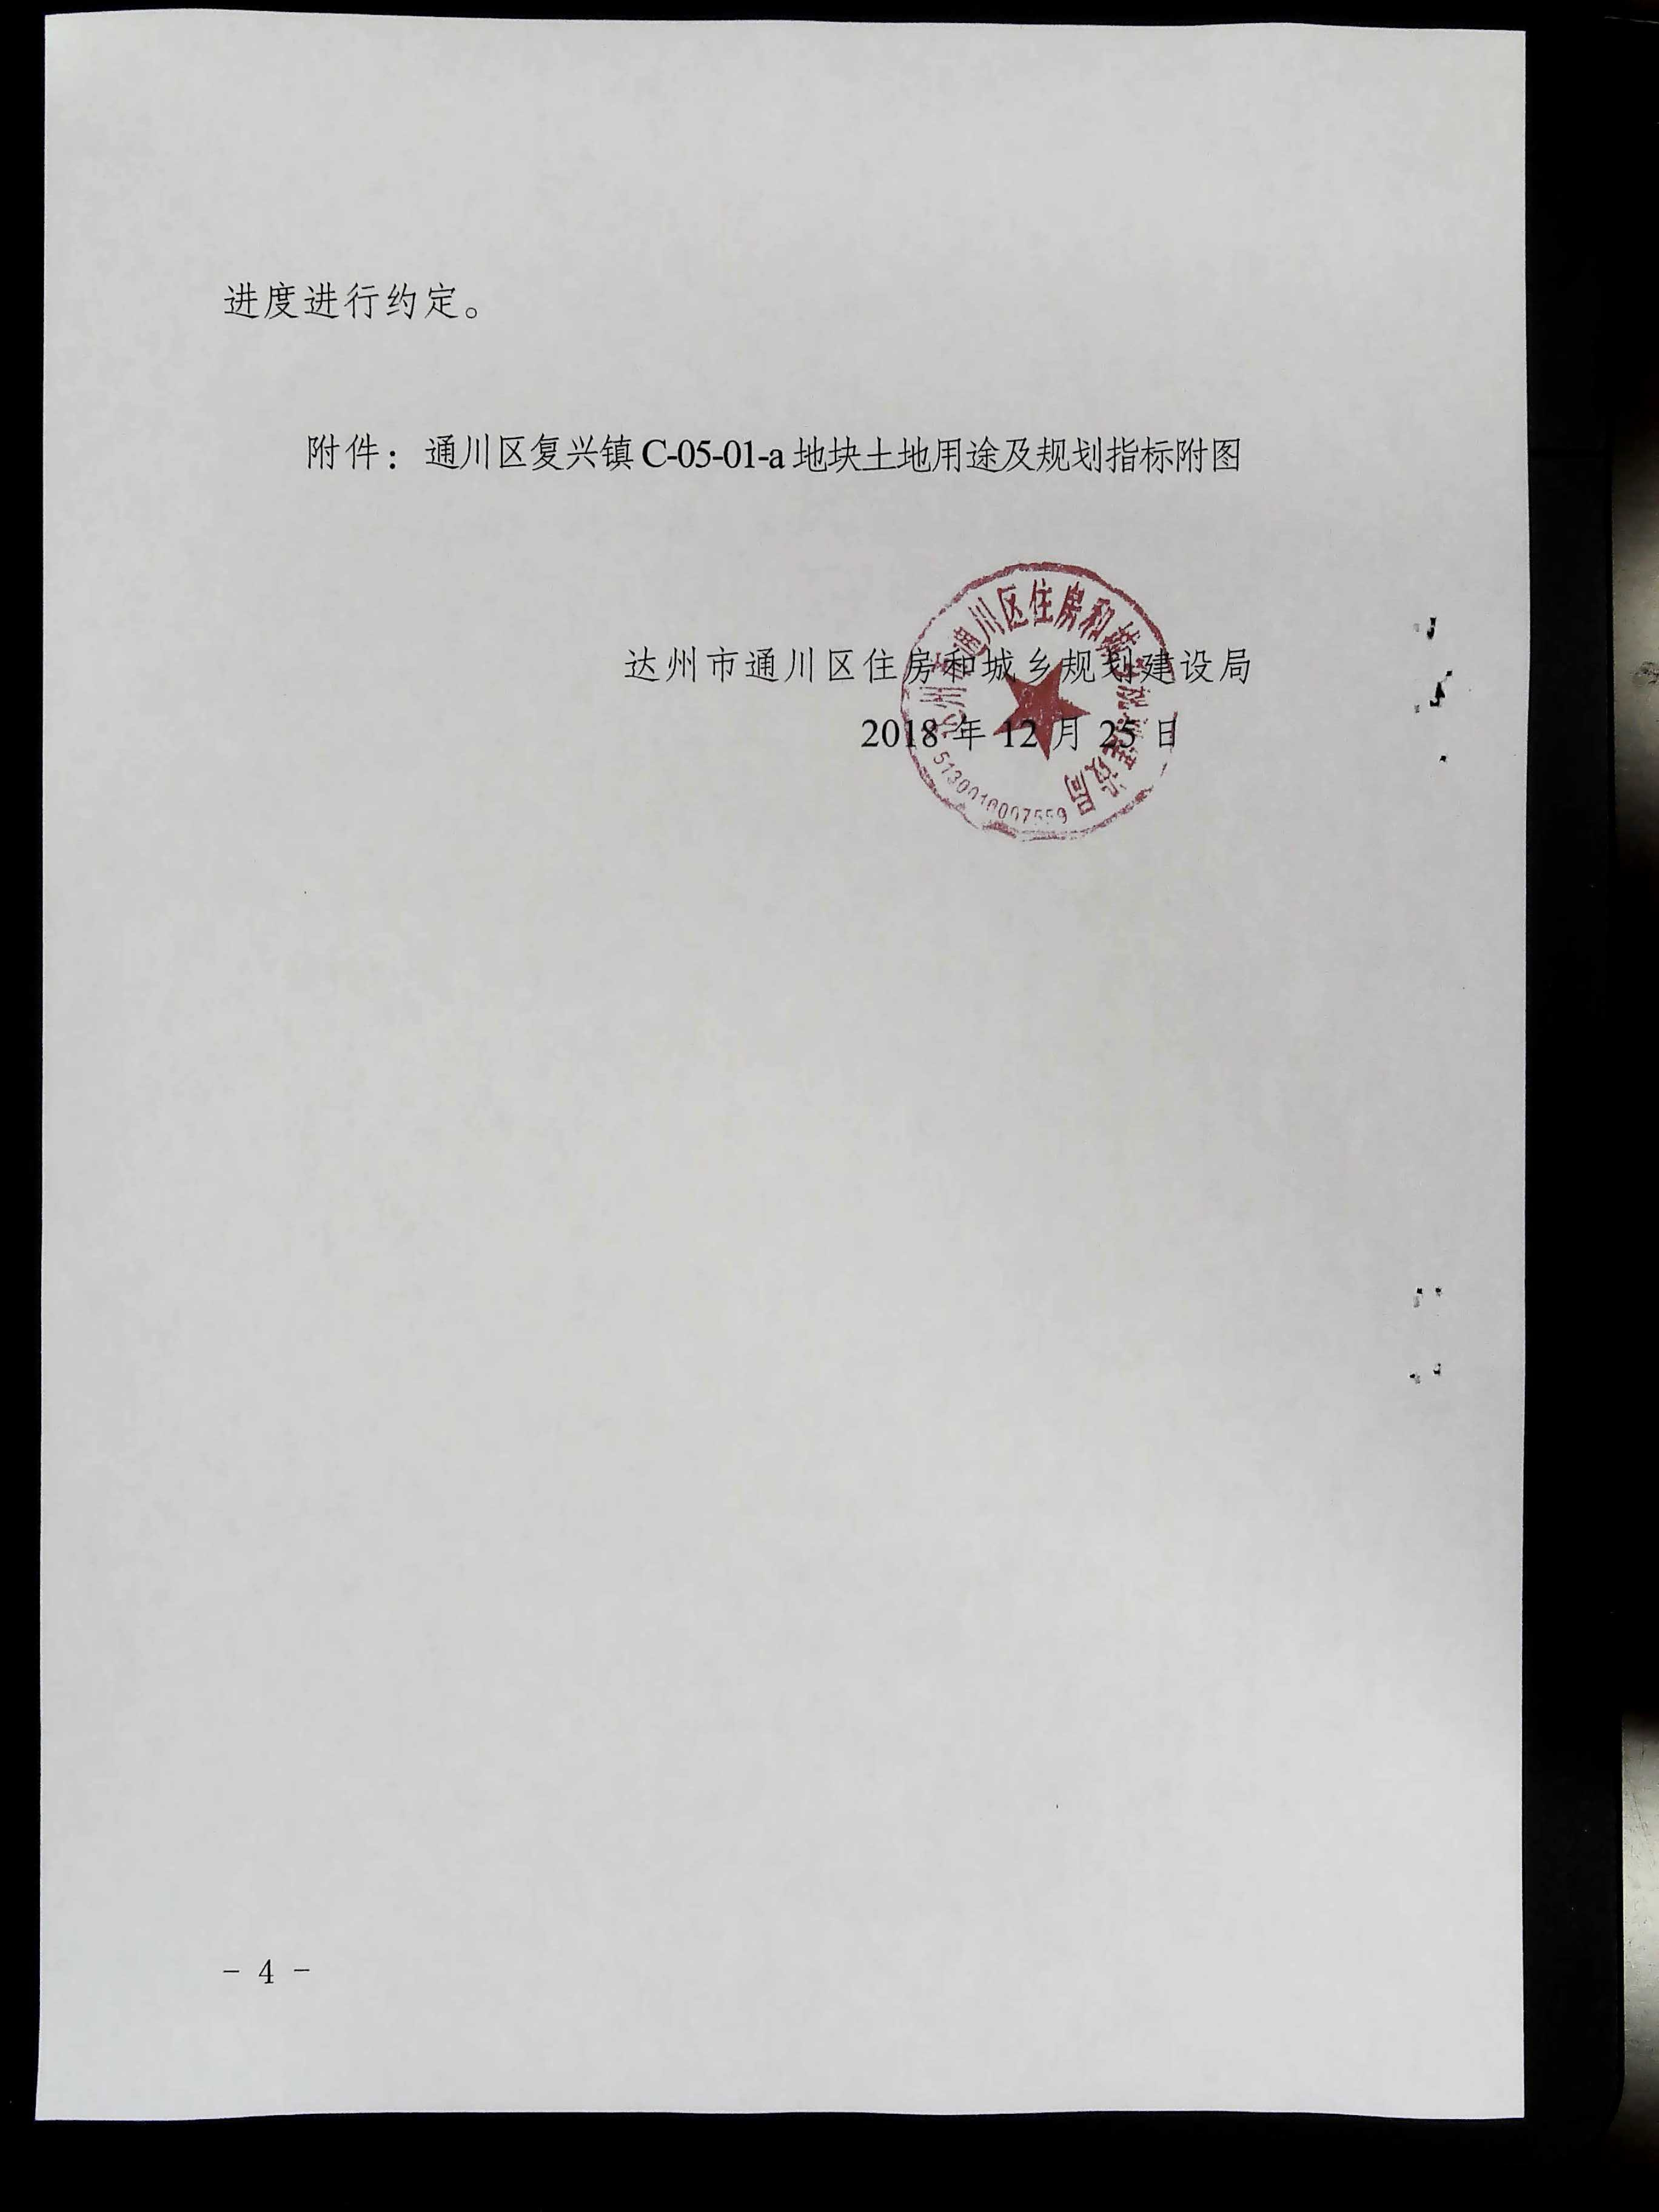 进度进行约定。
附件：通川区复兴镇C-05-01-a地块土地用途及规划指标附图
达州市通川区住房和城乡规划建设局
2018年12月25日
- 4 -